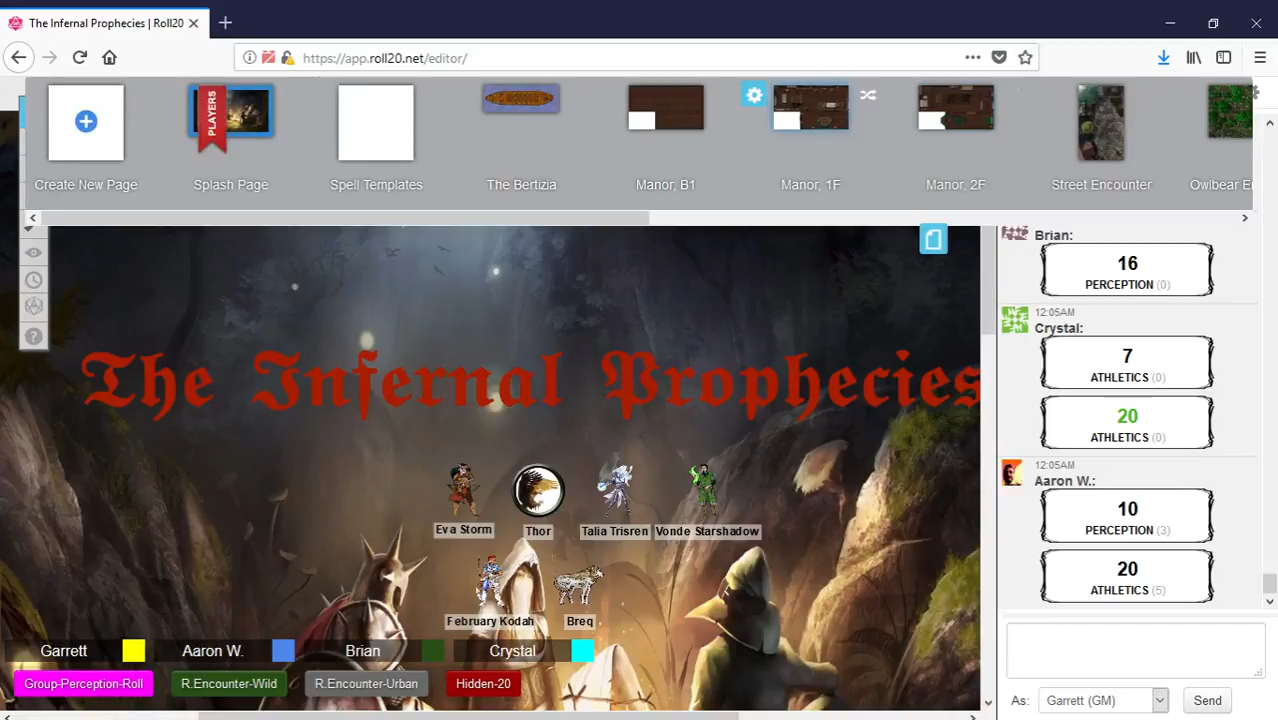 The Infernal Prophecies | Roll20
https://app.roll20.net/editor/
PLAYERS
Create New Page
Splash Page
Spell Templates
The Bertizia
Manor, B1
Manor, 1F
Manor, 2F
Street Encounter
Owlbear E
The Infernal Prophecies
Eva Storm
Thor
Talia Trisren
Vonde Starshadow
February Kodah
Breq
Garrett
Aaron W.
Brian
Crystal
Group-Perception-Roll
R.Encounter-Wild
R.Encounter-Urban
Hidden-20
Brian:
16
PERCEPTION (0)
12:05AM
Crystal:
7
ATHLETICS (0)
20
ATHLETICS (0)
12:05AM
Aaron W.:
10
PERCEPTION (3)
20
ATHLETICS (5)
As:
Garrett (GM)
Send